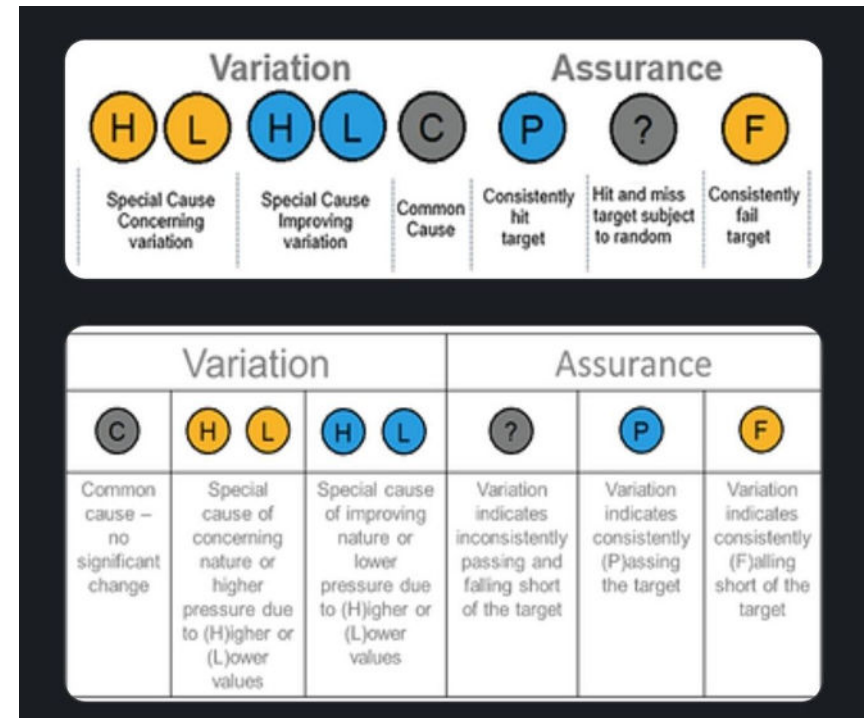 Variation Assurance
H L H L C P ? F
Special Cause
Concerning
variation
Special Cause
Improving
variation
Common
Cause
Consistently
hit
target
Hit and miss
target subject
to random
Consistently
fail
target
Variation Assurance
C H L H L ? P F
Common
cause –
no
significant
change
Special
cause of
concerning
nature or
higher
pressure due
to (H)igher or
(L)ower
values
Special cause
of improving
nature or
lower
pressure due
to (H)igher or
(L)ower
values
Variation
indicates
inconsistently
passing and
falling short
of the target
Variation
indicates
consistently
(P)assing
the target
Variation
indicates
consistently
(F)alling
short of the
target